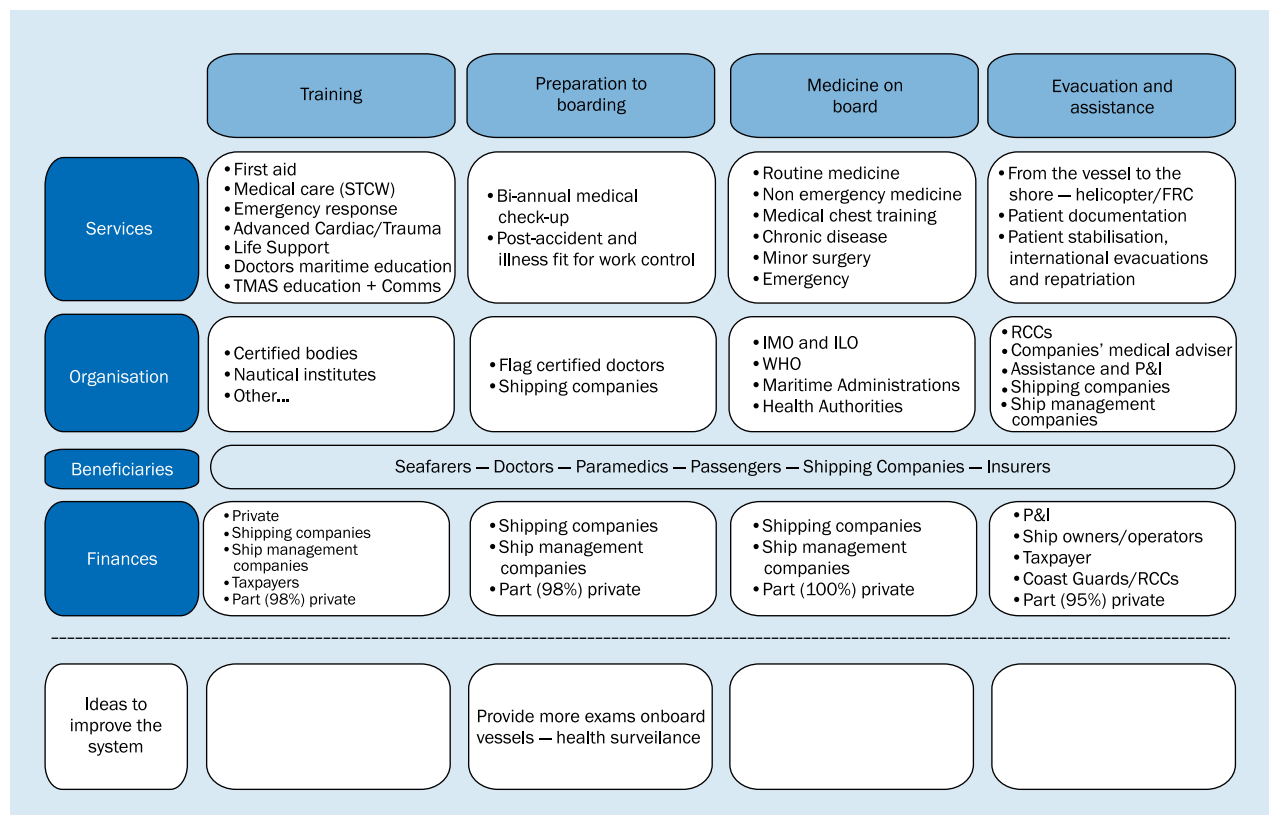 Training
Preparation to
boarding
Medicine on
board
Evacuation and
assistance
Services
• First aid
• Medical care (STCW)
• Emergency response
• Advanced Cardiac/Trauma
• Life Support
• Doctors maritime education
• TMAS education + Comms
• Bi-annual medical
check-up
• Post-accident and
illness fit for work control
• Routine medicine
• Non emergency medicine
• Medical chest training
• Chronic disease
• Minor surgery
• Emergency
• From the vessel to the
shore — helicopter/FRC
• Patient documentation
• Patient stabilisation,
international evacuations
and repatriation
Organisation
• Certified bodies
• Nautical institutes
• Other...
• Flag certified doctors
• Shipping companies
• IMO and ILO
• WHO
• Maritime Administrations
• Health Authorities
• RCCs
• Companies’ medical adviser
• Assistance and P&I
• Shipping companies
• Ship management
companies
Beneficiaries
Seafarers — Doctors — Paramedics — Passengers — Shipping Companies — Insurers
Finances
• Private
• Shipping companies
• Ship management
companies
• Taxpayers
• Part (98%) private
• Shipping companies
• Ship management
companies
• Part (98%) private
• Shipping companies
• Ship management
companies
• Part (100%) private
• P&I
• Ship owners/operators
• Taxpayer
• Coast Guards/RCCs
• Part (95%) private
Ideas to
improve the
system
Provide more exams onboard
vessels — health surveilance